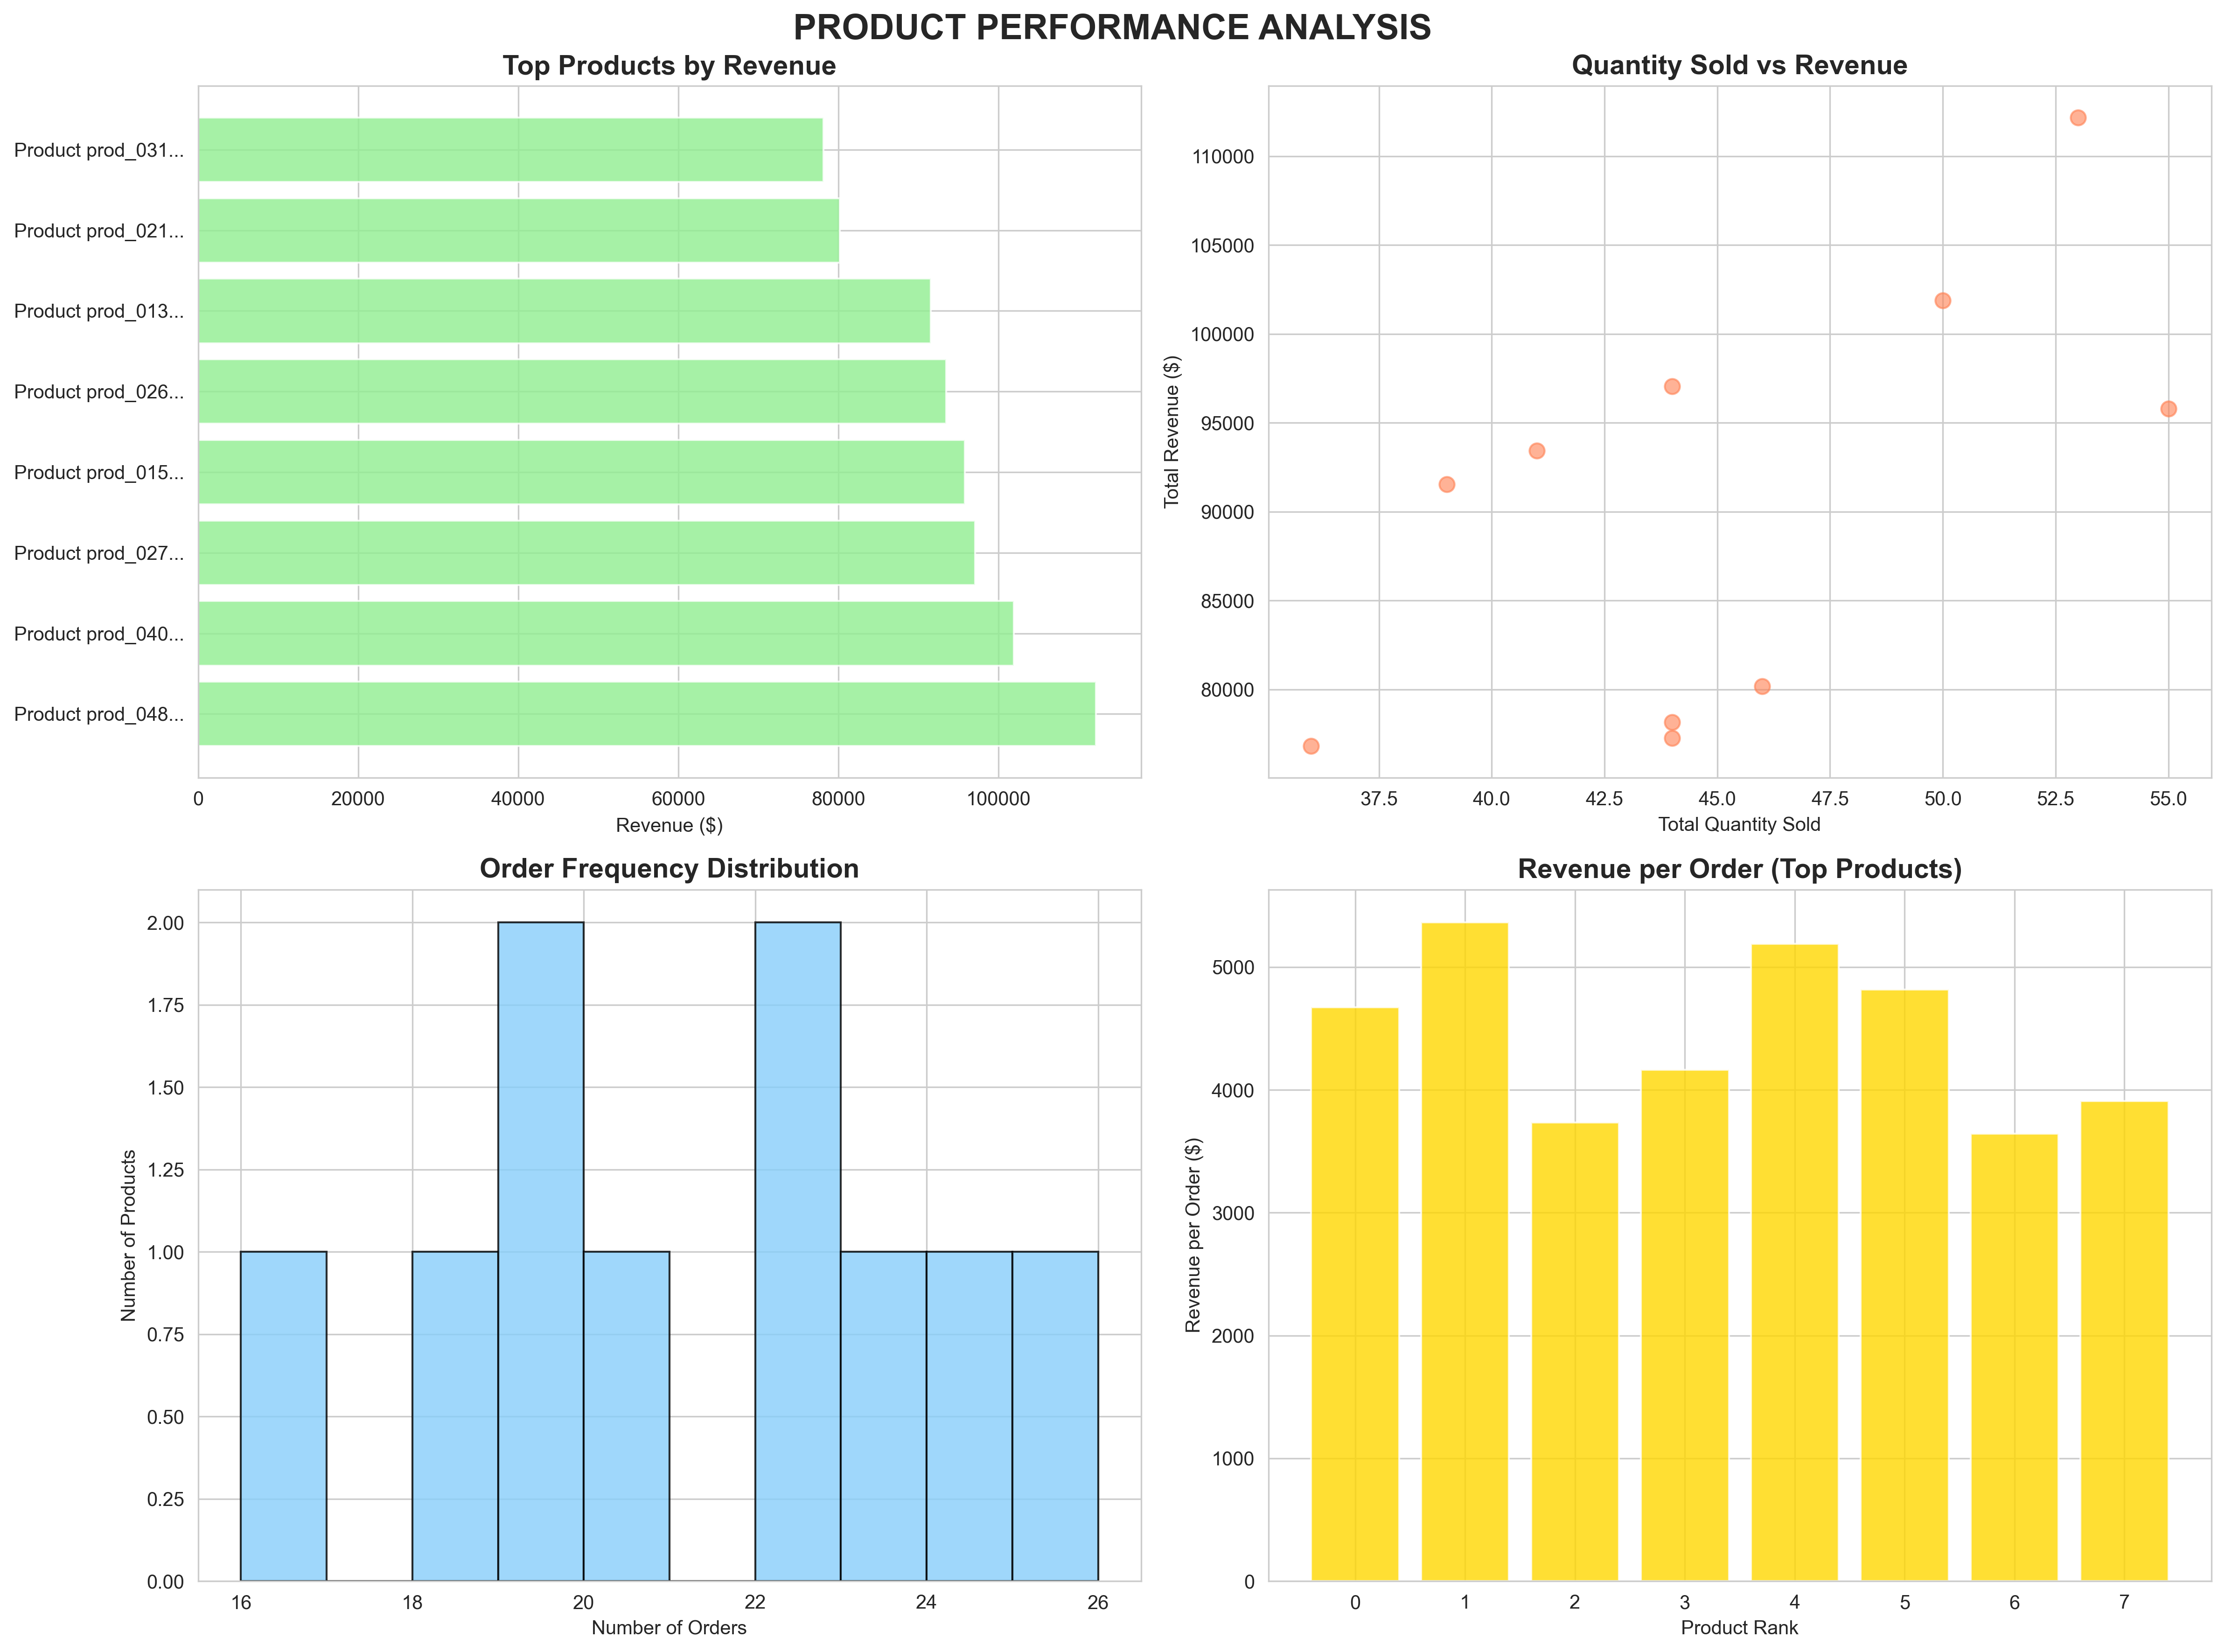 PRODUCT PERFORMANCE ANALYSIS
Top Products by Revenue
Product prod_031...
Product prod_021...
Product prod_013...
Product prod_026...
Product prod_015...
Product prod_027...
Product prod_040...
Product prod_048...
0 20000 40000 60000 80000 100000
Revenue ($)
Quantity Sold vs Revenue
Total Revenue ($)
110000
105000
100000
95000
90000
85000
80000
37.5 40.0 42.5 45.0 47.5 50.0 52.5 55.0
Total Quantity Sold
Order Frequency Distribution
Number of Products
2.00
1.75
1.50
1.25
1.00
0.75
0.50
0.25
0.00
16 18 20 22 24 26
Number of Orders
Revenue per Order (Top Products)
Revenue per Order ($)
5000
4000
3000
2000
1000
0
0 1 2 3 4 5 6 7
Product Rank